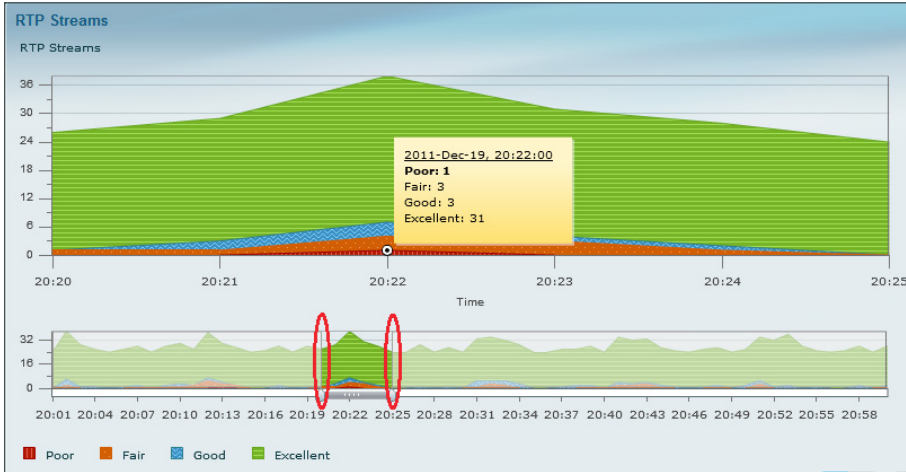 RTP Streams
RTP Streams
36
30
24
18
12
6
0
2011-Dec-19, 20:22:00
Poor: 1
Fair: 3
Good: 3
Excellent: 31
20:20 20:21 20:22 20:23 20:24 20:25
Time
32
16
0
20:01 20:04 20:07 20:10 20:13 20:16 20:19 20:22 20:25 20:28 20:31 20:34 20:37 20:40 20:43 20:46 20:49 20:52 20:55 20:58
Poor Fair Good Excellent